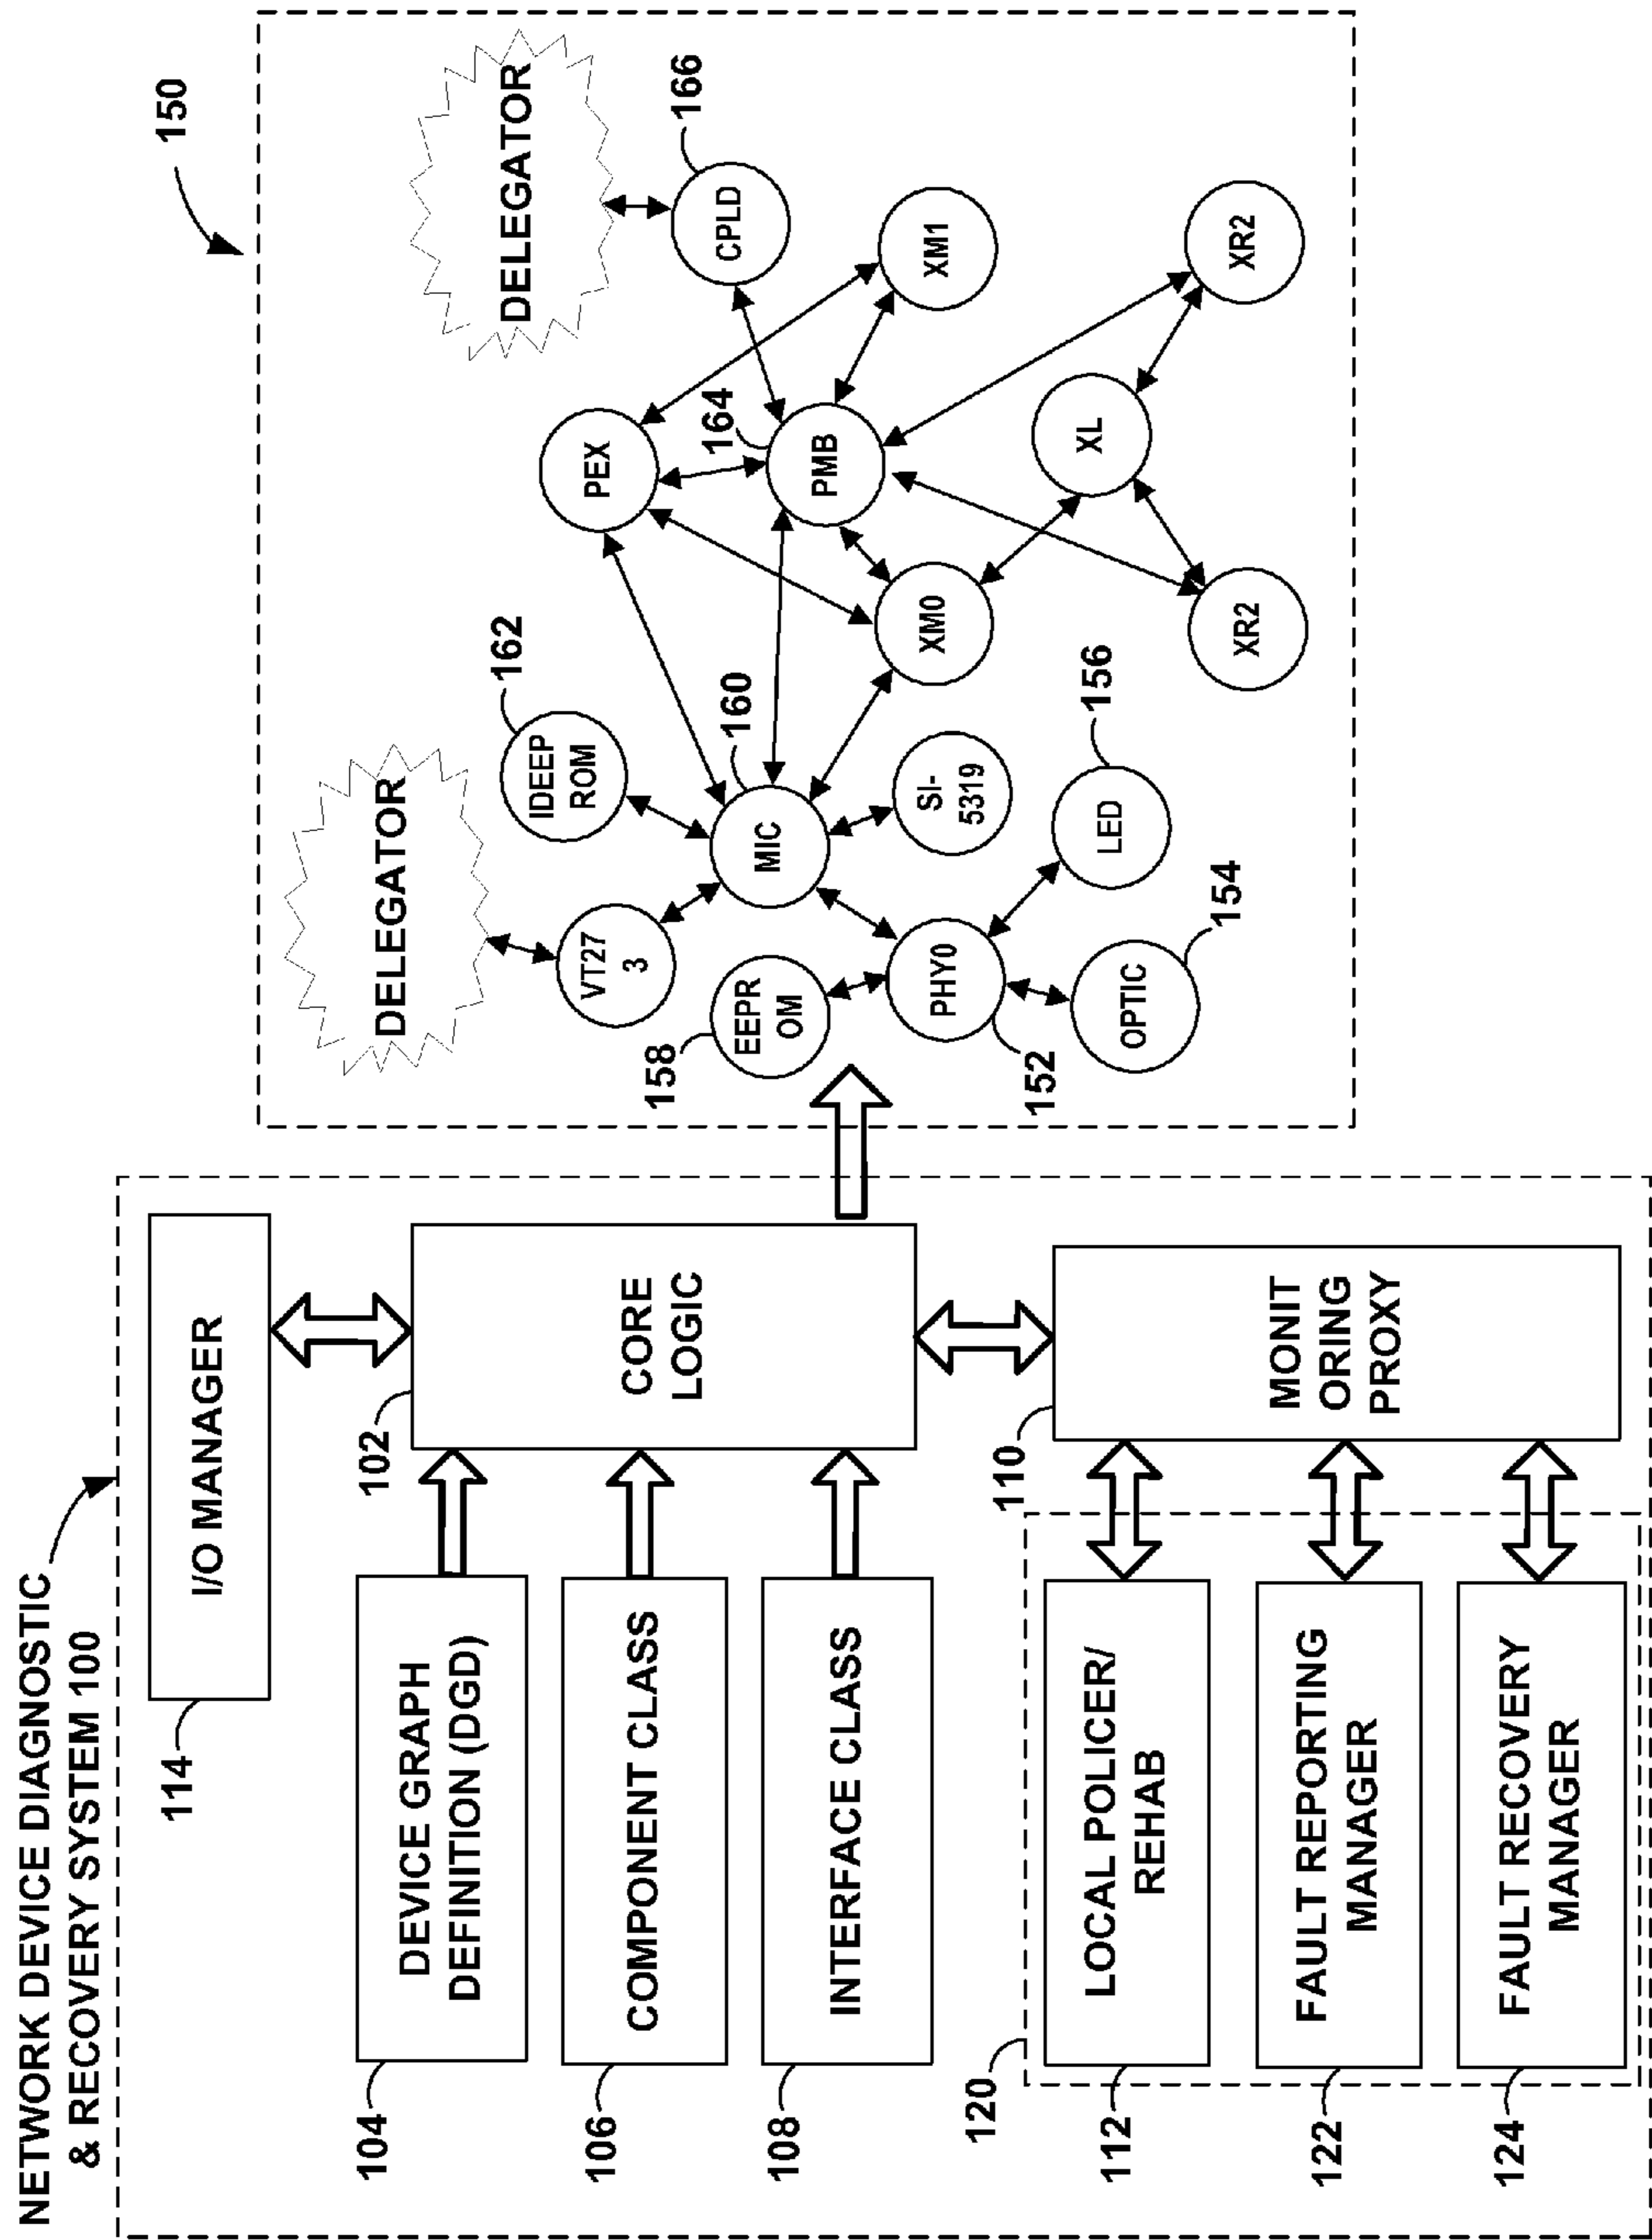 NETWORK DEVICE DIAGNOSTIC
& RECOVERY SYSTEM 100
114
I/O MANAGER
104
DEVICE GRAPH
DEFINITION (DGD)
106
COMPONENT CLASS
108
INTERFACE CLASS
102
CORE
LOGIC
110
MONIT
ORING
PROXY
120
112
LOCAL POLICER/
REHAB
122
FAULT REPORTING
MANAGER
124
FAULT RECOVERY
MANAGER
150
DELEGATOR
DELEGATOR
VT27
3
162
IDEEP
ROM
158
EEPR
OM
160
MIC
PEX
164
PMB
166
CPLD
152
PHY0
SI-
5319
XM0
XM1
154
OPTIC
156
LED
XL
XR2
XR2